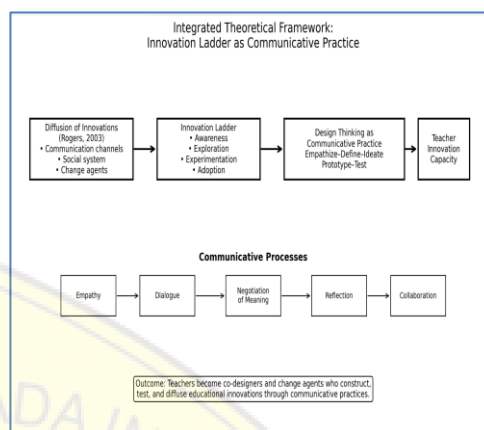 Integrated Theoretical Framework:
Innovation Ladder as Communicative Practice
Diffusion of Innovations
(Rogers, 2003)
• Communication channels
• Social system
• Change agents
Innovation Ladder
• Awareness
• Exploration
• Experimentation
• Adoption
Design Thinking as
Communicative Practice
Empathize–Define–Ideate
Prototype–Test
Teacher
Innovation
Capacity
Communicative Processes
Empathy
Dialogue
Negotiation
of Meaning
Reflection
Collaboration
Outcome: Teachers become co-designers and change agents who construct,
test, and diffuse educational innovations through communicative practices.